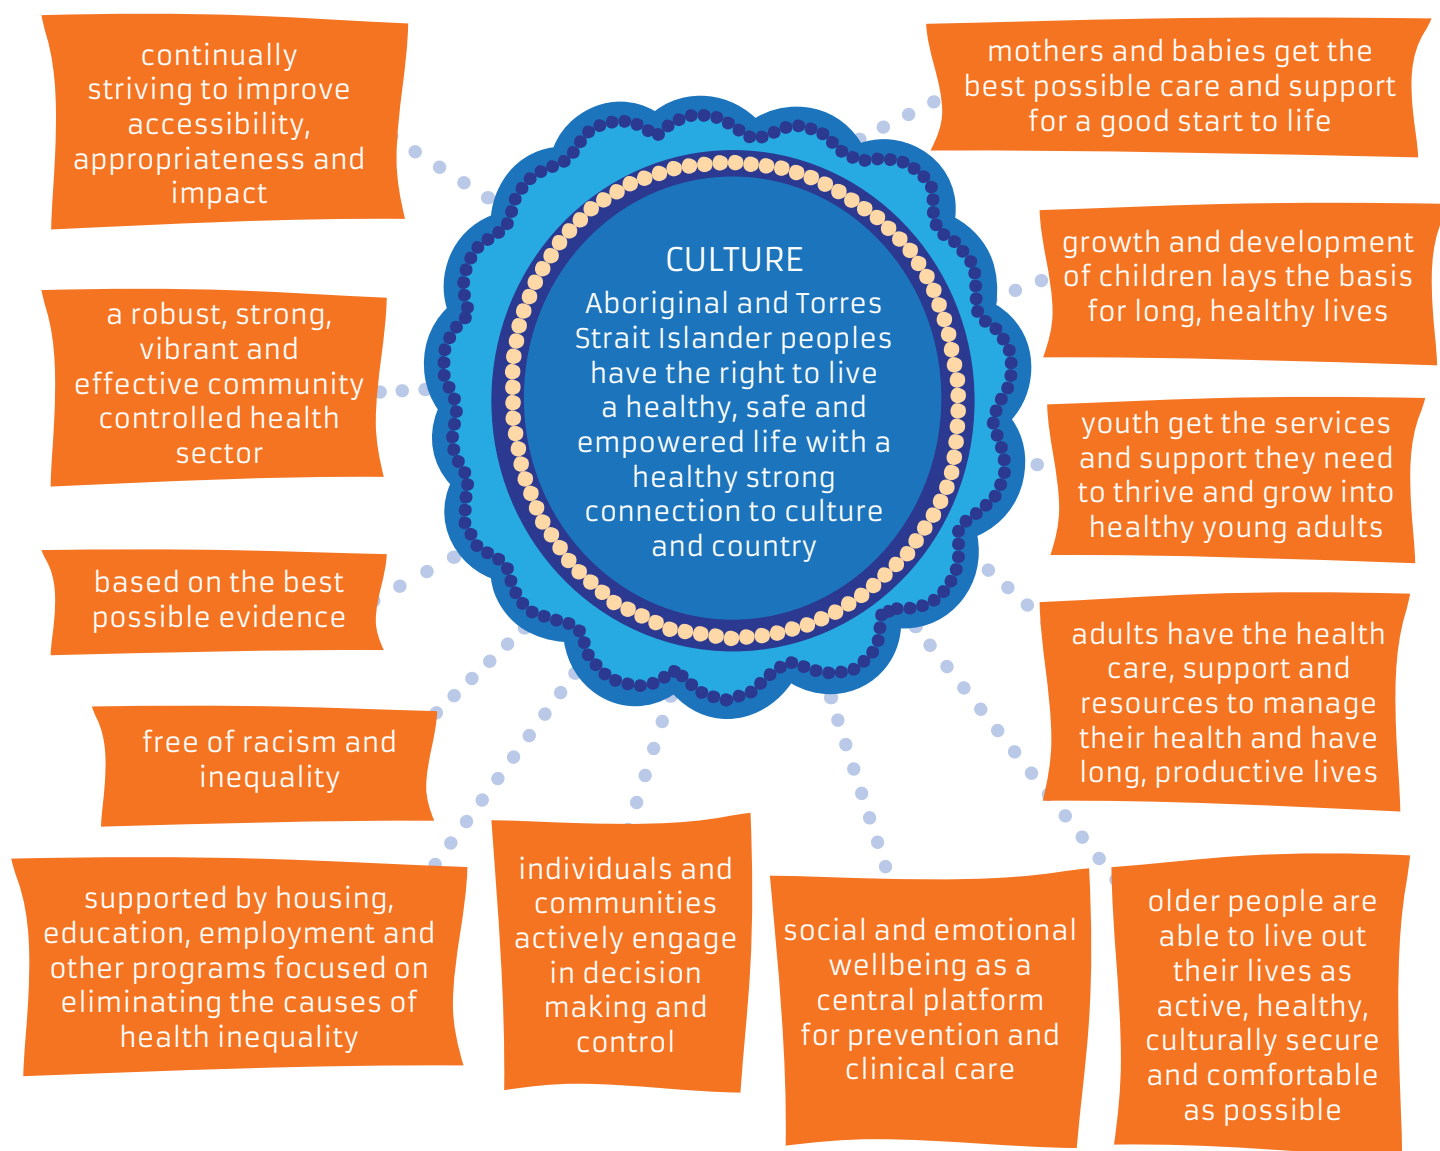 continually
striving to improve
accessibility,
appropriateness and
impact
a robust, strong,
vibrant and
effective community
controlled health
sector
based on the best
possible evidence
free of racism and
inequality
supported by housing,
education, employment and
other programs focused on
eliminating the causes of
health inequality
CULTURE
Aboriginal and Torres
Strait Islander peoples
have the right to live
a healthy, safe and
empowered life with a
healthy strong
connection to culture
and country
individuals and
communities
actively engage
in decision
making and
control
social and emotional
wellbeing as a
central platform
for prevention and
clinical care
mothers and babies get the
best possible care and support
for a good start to life
growth and development
of children lays the basis
for long, healthy lives
youth get the services
and support they need
to thrive and grow into
healthy young adults
adults have the health
care, support and
resources to manage
their health and have
long, productive lives
older people are
able to live out
their lives as
active, healthy,
culturally secure
and comfortable
as possible